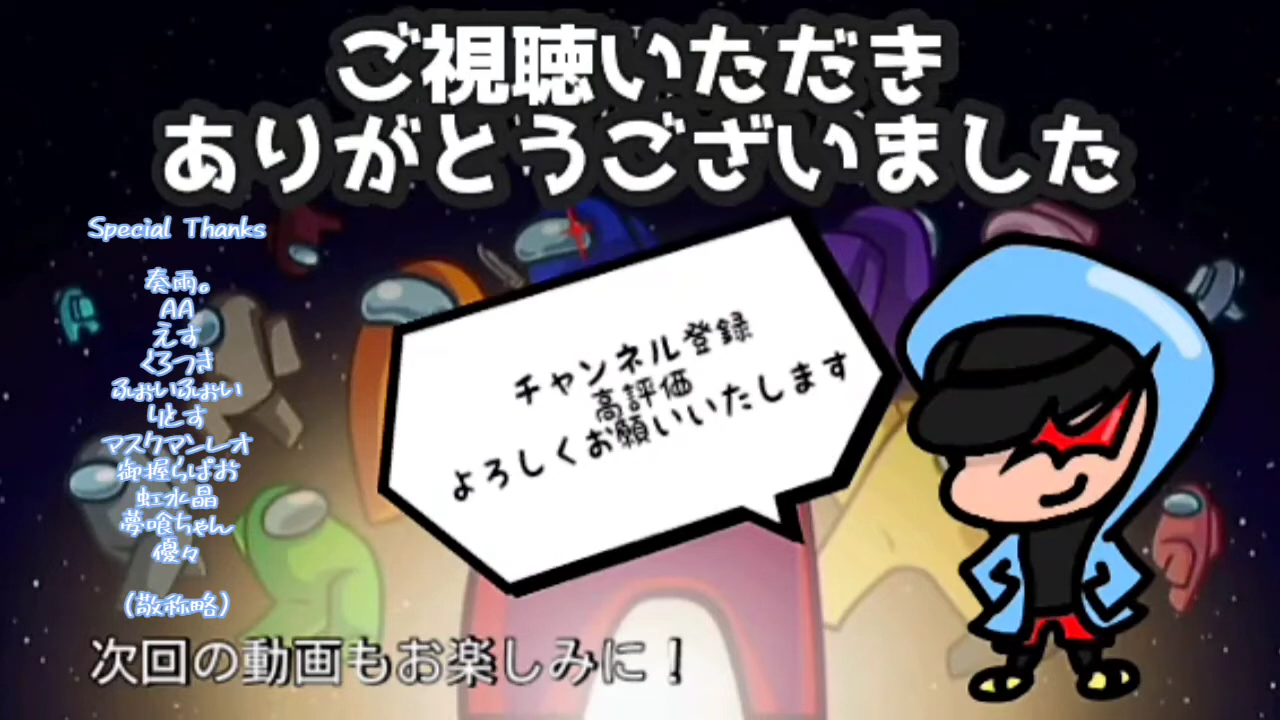 ご視聴いただき
ありがとうございました
Special Thanks
奏雨。
AA
えす
くろつき
ふぉいふぉい
りとす
マスクマンレオ
御握らばお
虹水晶
夢喰ちゃん
優々
(敬称略)
チャンネル登録
高評価
よろしくお願いいたします
次回の動画もお楽しみに!